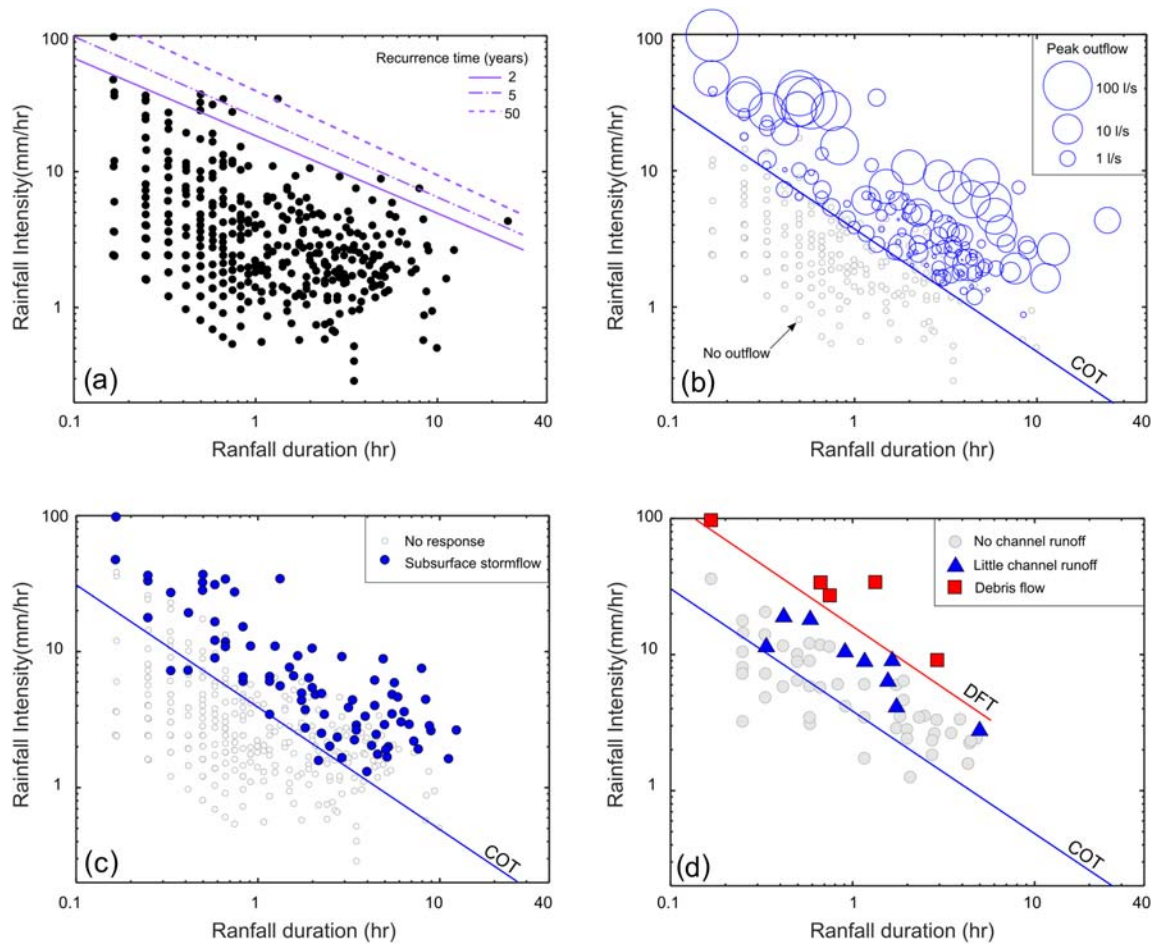 100
10
1
Rainfall Intensity(mm/hr)
Recurrence time (years)
2
5
50
(a)
0.1
1
10
40
Ranfall duration (hr)
100
10
1
Rainfall Intensity(mm/hr)
Peak outflow
100 l/s
10 l/s
1 l/s
No outflow
COT
(b)
0.1
1
10
40
Ranfall duration (hr)
100
10
1
Rainfall Intensity(mm/hr)
No response
Subsurface stormflow
COT
(c)
0.1
1
10
40
Ranfall duration (hr)
100
10
1
Rainfall Intensity(mm/hr)
No channel runoff
Little channel runoff
Debris flow
DFT
COT
(d)
0.1
1
10
40
Ranfall duration (hr)